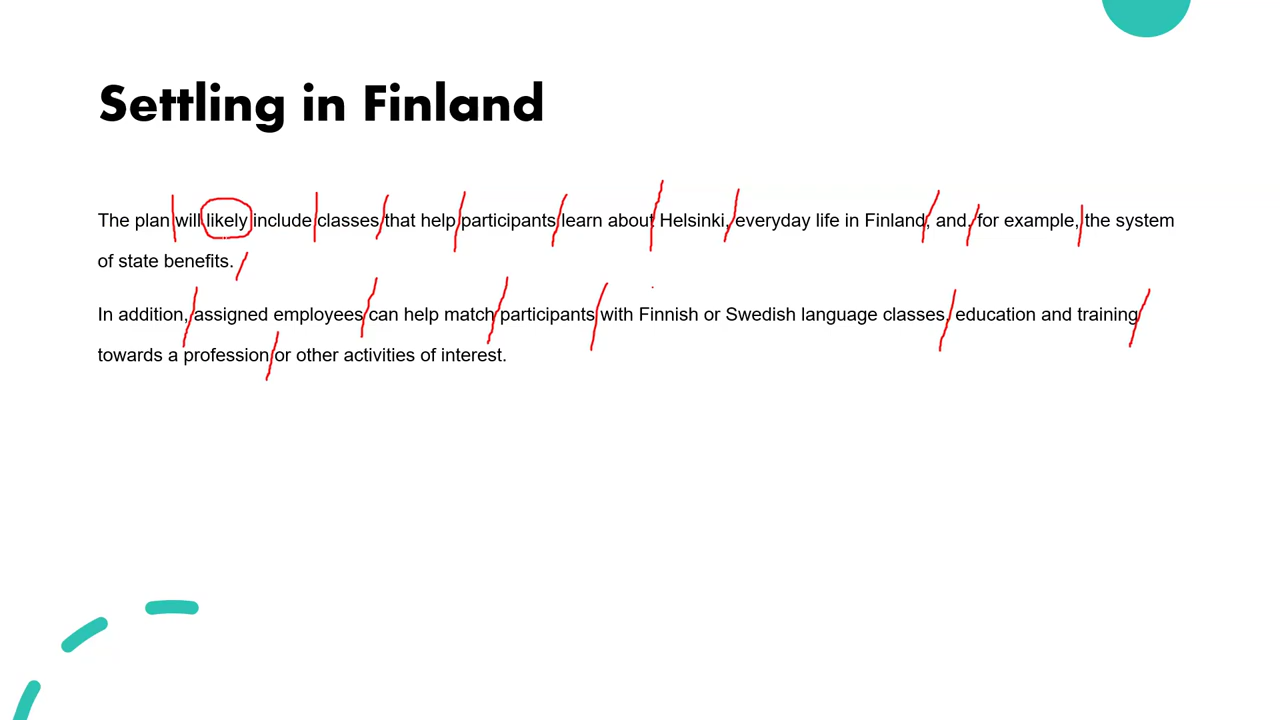 Settling in Finland
The plan will likely include classes that help participants learn about Helsinki, everyday life in Finland, and, for example, the system
of state benefits.
In addition, assigned employees can help match participants with Finnish or Swedish language classes, education and training
towards a profession or other activities of interest.